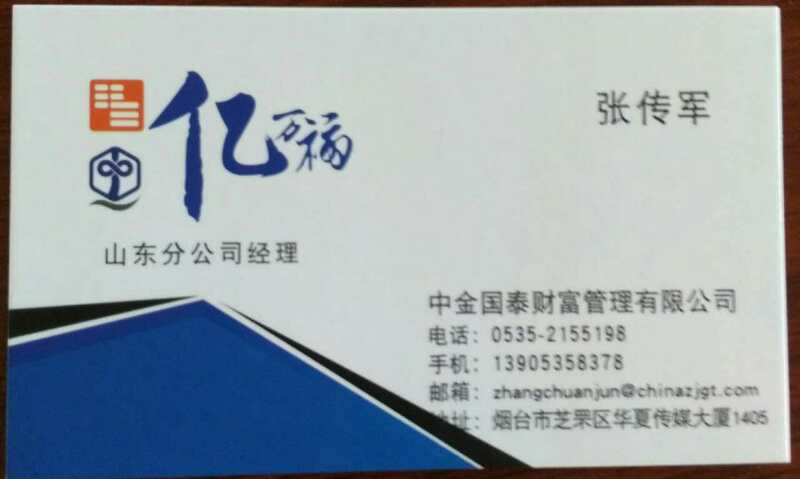 亿万福
张传军
山东分公司经理
中金国泰财富管理有限公司
电话：0535-2155198
手机：13905358378
邮箱：zhangchuanjun@chinazjgt.com
地址：烟台市芝罘区华夏传媒大厦1405